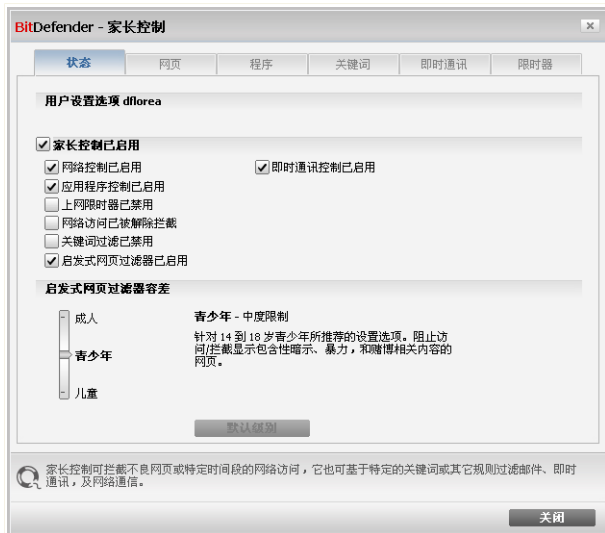 BitDefender - 家长控制
状态 网页 程序 关键词 即时通讯 限时器
用户设置选项 dflorea
家长控制已启用
网络控制已启用 即时通讯控制已启用
应用程序控制已启用
上网限时器已禁用
网络访问已被解除拦截
关键词过滤已禁用
启发式网页过滤器已启用
启发式网页过滤器容差
成人 青少年 - 中度限制
针对 14 到 18 岁青少年所推荐的设置选项。阻止访
青少年 问/拦截显示包含性暗示、暴力，和赌博相关内容的
网页。
儿童
默认级别
家长控制可拦截不良网页或特定时间段的网络访问，它也可基于特定的关键词或其它规则过滤邮件、即时
通讯，及网络通信。
关闭